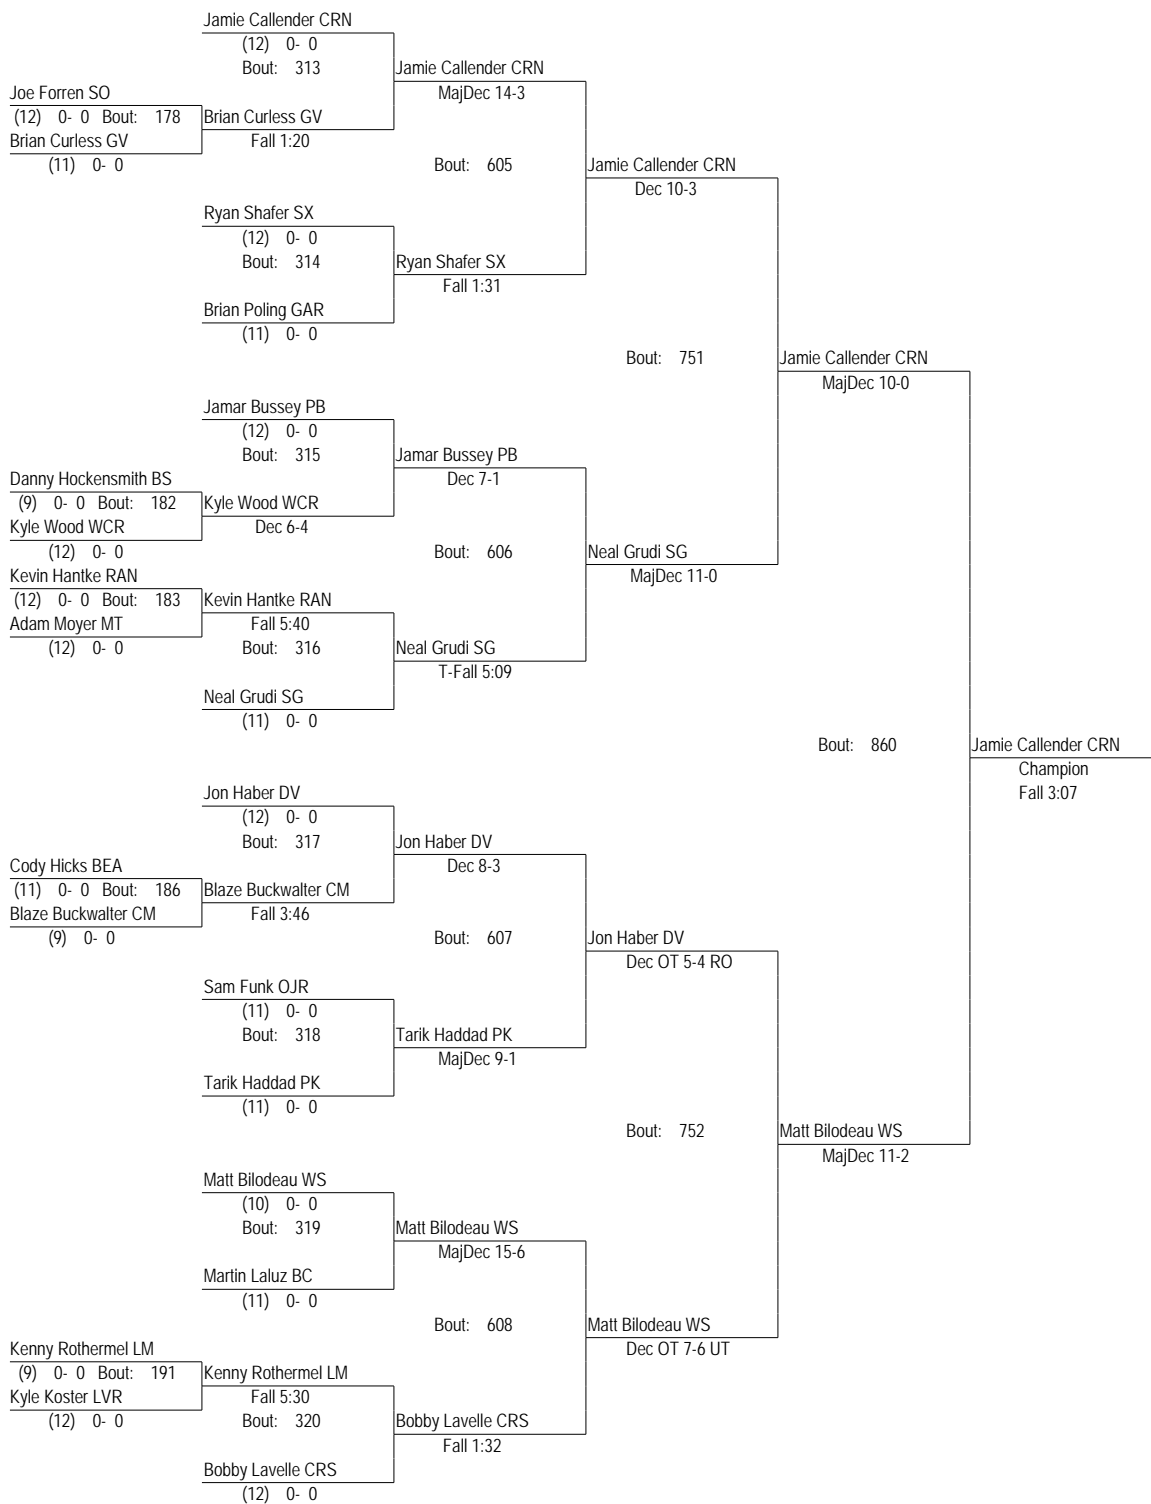 Jamie Callender CRN
(12) 0- 0
Bout: 313
Jamie Callender CRN
MajDec 14-3
Joe Forren SO
(12) 0- 0 Bout: 178
Brian Curless GV
Brian Curless GV
Fall 1:20
(11) 0- 0
Bout: 605
Jamie Callender CRN
Dec 10-3
Ryan Shafer SX
(12) 0- 0
Bout: 314
Ryan Shafer SX
Fall 1:31
Brian Poling GAR
(11) 0- 0
Bout: 751
Jamie Callender CRN
MajDec 10-0
Jamar Bussey PB
(12) 0- 0
Bout: 315
Jamar Bussey PB
Dec 7-1
Danny Hockensmith BS
(9) 0- 0 Bout: 182
Kyle Wood WCR
Kyle Wood WCR
Dec 6-4
(12) 0- 0
Bout: 606
Neal Grudi SG
MajDec 11-0
Kevin Hantke RAN
(12) 0- 0 Bout: 183
Kevin Hantke RAN
Adam Moyer MT
Fall 5:40
(12) 0- 0
Bout: 316
Neal Grudi SG
T-Fall 5:09
Neal Grudi SG
(11) 0- 0
Bout: 860
Jamie Callender CRN
Champion
Fall 3:07
Jon Haber DV
(12) 0- 0
Bout: 317
Jon Haber DV
Dec 8-3
Cody Hicks BEA
(11) 0- 0 Bout: 186
Blaze Buckwalter CM
Blaze Buckwalter CM
Fall 3:46
(9) 0- 0
Bout: 607
Jon Haber DV
Dec OT 5-4 RO
Sam Funk OJR
(11) 0- 0
Bout: 318
Tarik Haddad PK
MajDec 9-1
Tarik Haddad PK
(11) 0- 0
Bout: 752
Matt Bilodeau WS
MajDec 11-2
Matt Bilodeau WS
(10) 0- 0
Bout: 319
Matt Bilodeau WS
MajDec 15-6
Martin Laluz BC
(11) 0- 0
Bout: 608
Matt Bilodeau WS
Dec OT 7-6 UT
Kenny Rothermel LM
(9) 0- 0 Bout: 191
Kenny Rothermel LM
Kyle Koster LVR
Fall 5:30
(12) 0- 0
Bout: 320
Bobby Lavelle CRS
Fall 1:32
Bobby Lavelle CRS
(12) 0- 0